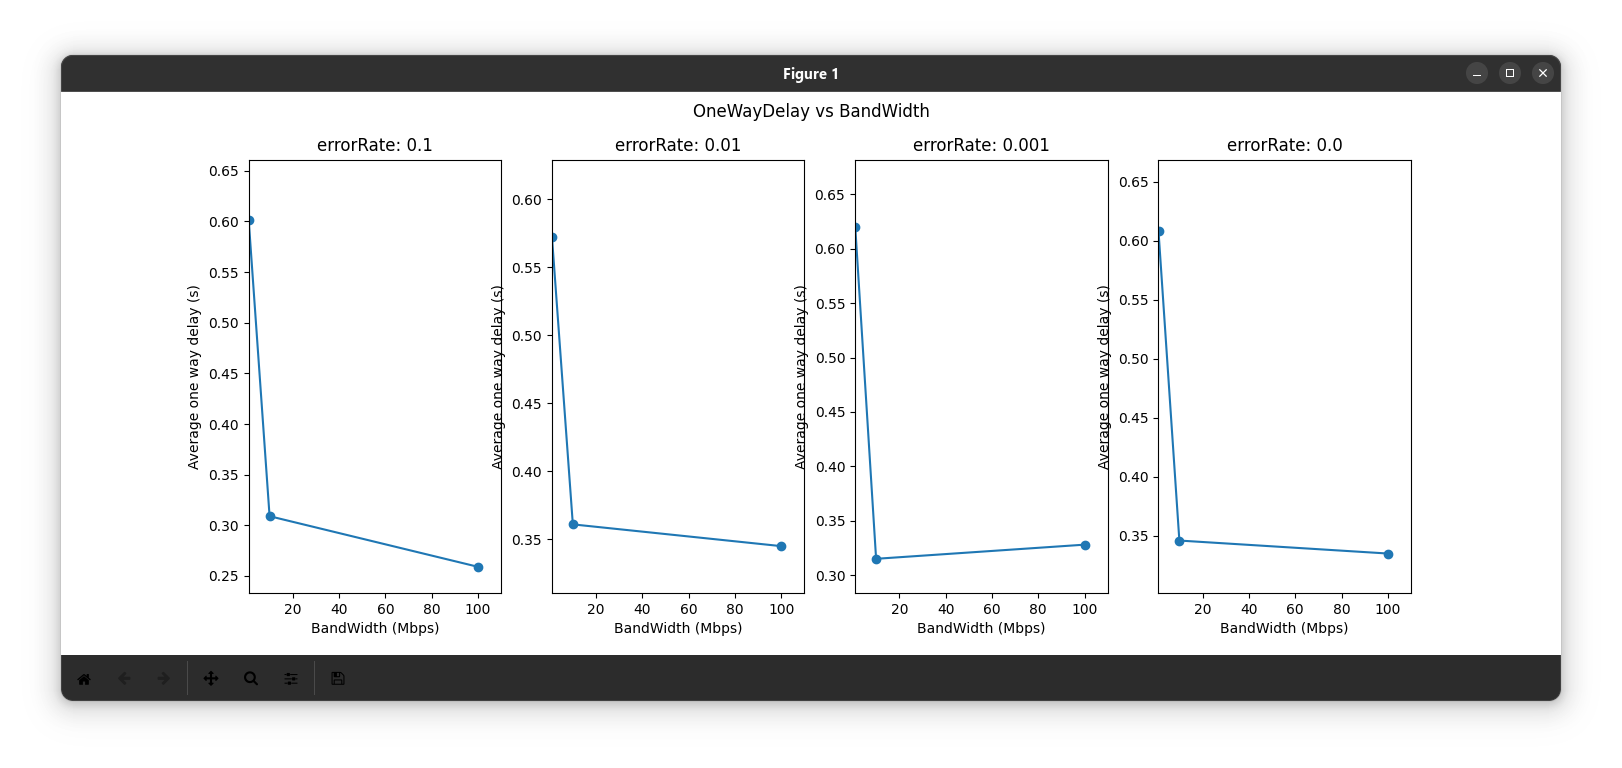 Figure 1
OneWayDelay vs BandWidth
errorRate: 0.1
0.65
0.60
0.55
0.50
0.45
0.40
0.35
0.30
0.25
Average one way delay (s)
20 40 60 80 100
BandWidth (Mbps)
errorRate: 0.01
0.60
0.55
0.50
0.45
0.40
0.35
Average one way delay (s)
20 40 60 80 100
BandWidth (Mbps)
errorRate: 0.001
0.65
0.60
0.55
0.50
0.45
0.40
0.35
0.30
Average one way delay (s)
20 40 60 80 100
BandWidth (Mbps)
errorRate: 0.0
0.65
0.60
0.55
0.50
0.45
0.40
0.35
Average one way delay (s)
20 40 60 80 100
BandWidth (Mbps)